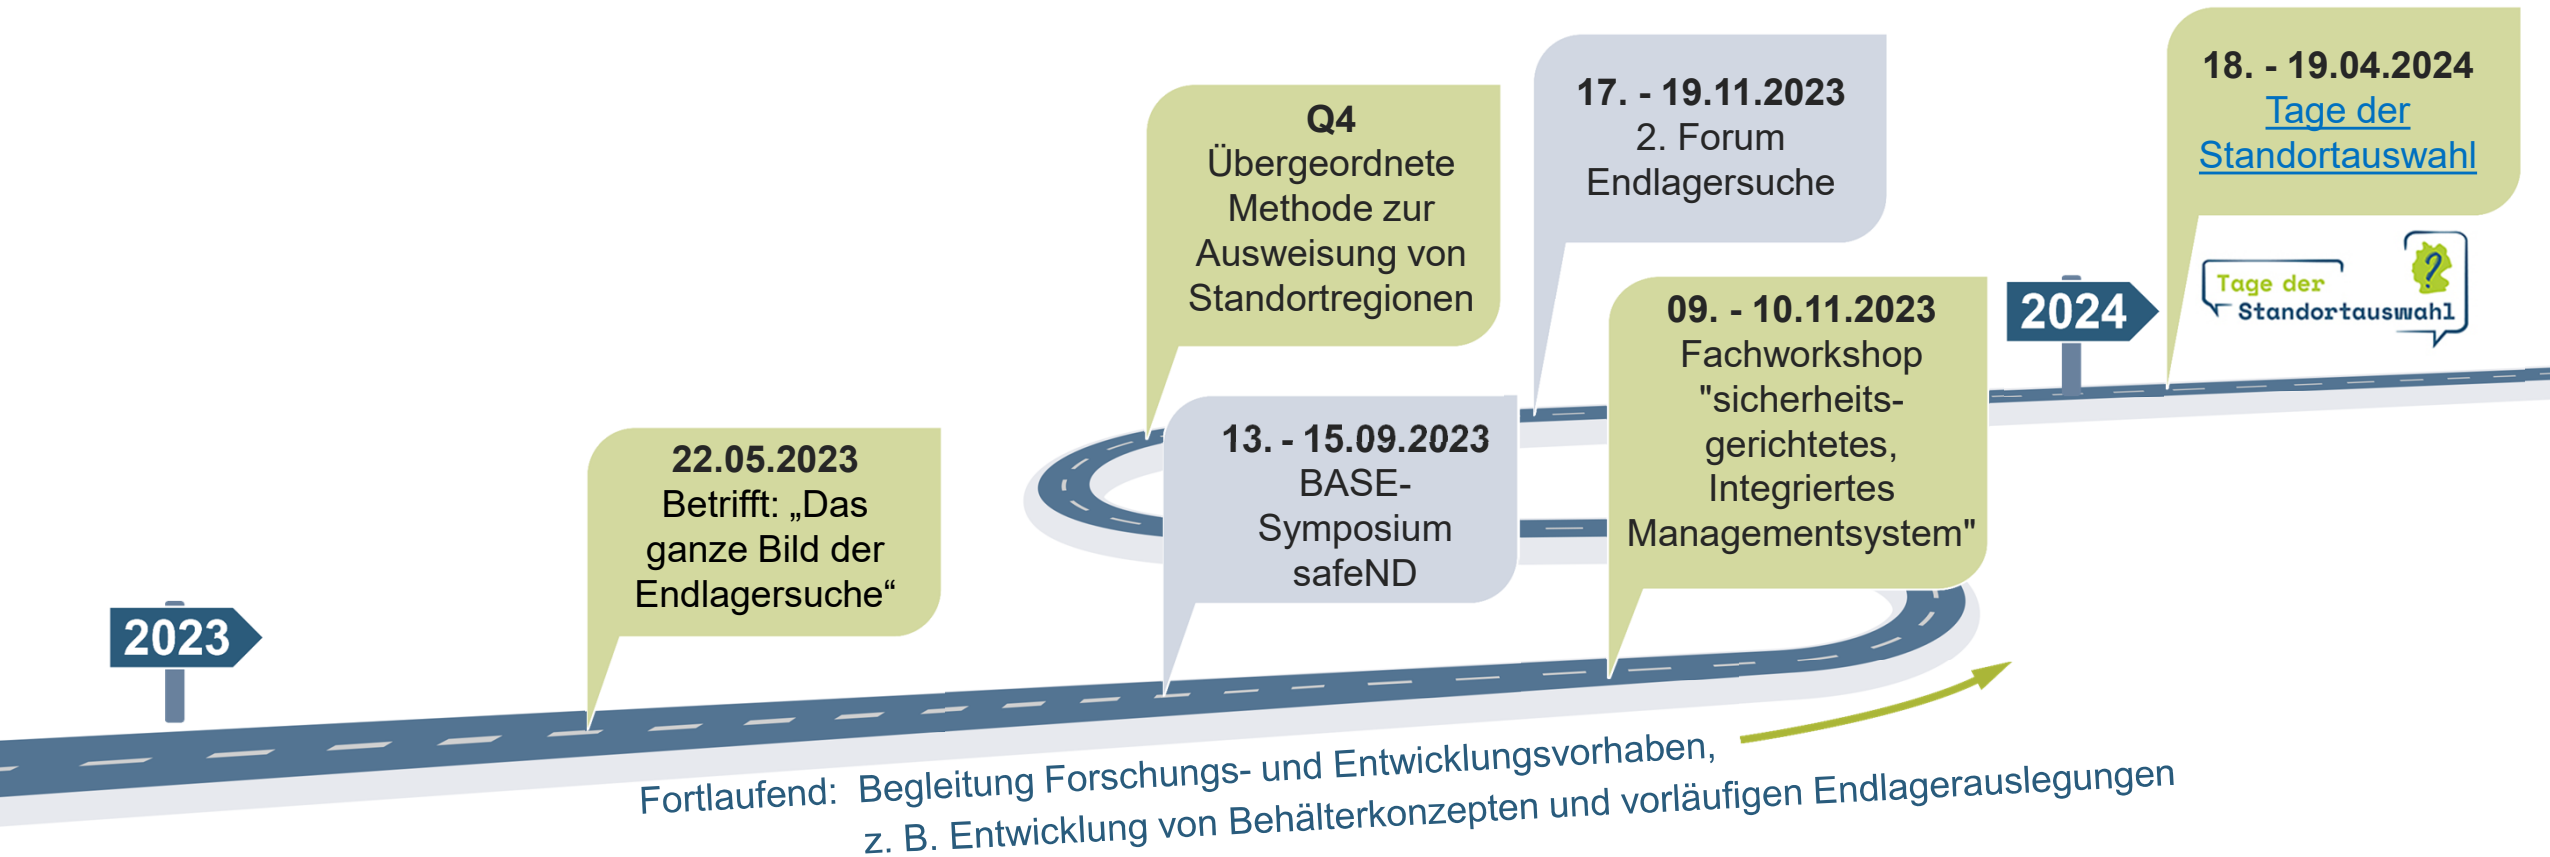 2023
22.05.2023
Betrifft: „Das
ganze Bild der
Endlagersuche“
13. - 15.09.2023
BASE-
Symposium
safeND
09. - 10.11.2023
Fachworkshop
"sicherheits-
gerichtetes,
Integriertes
Managementsystem"
Q4
Übergeordnete
Methode zur
Ausweisung von
Standortregionen
17. - 19.11.2023
2. Forum
Endlagersuche
2024
18. - 19.04.2024
Tage der
Standortauswahl
?
Tage der
Standortauswahl
Fortlaufend: Begleitung Forschungs- und Entwicklungsvorhaben,
z. B. Entwicklung von Behälterkonzepten und vorläufigen Endlagerauslegungen